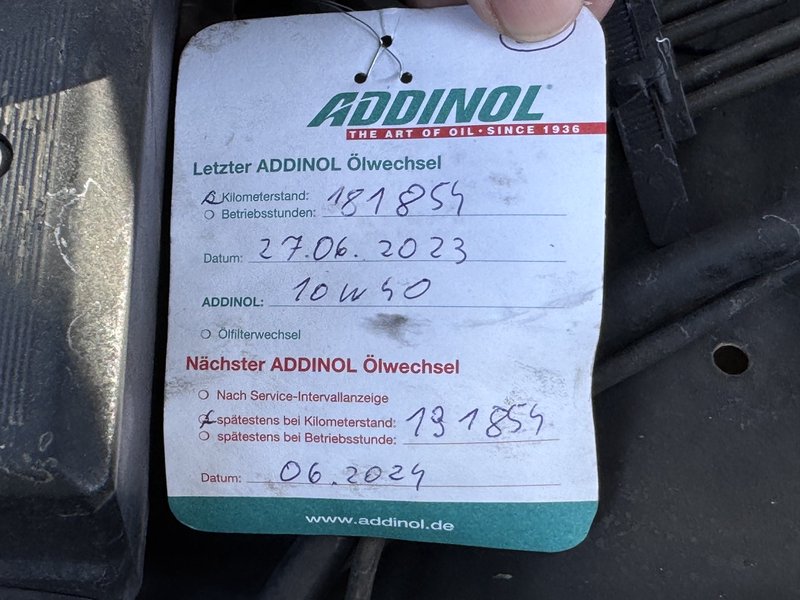 ADDINOL
THE ART OF OIL · SINCE 1936
Letzter ADDINOL Ölwechsel
Kilometerstand: 181854
Betriebsstunden:
Datum: 27.06.2023
ADDINOL: 10W40
Ölfilterwechsel
Nächster ADDINOL Ölwechsel
Nach Service-Intervallanzeige
spätestens bei Kilometerstand: 191854
spätestens bei Betriebsstunde:
Datum: 06.2024
www.addinol.de